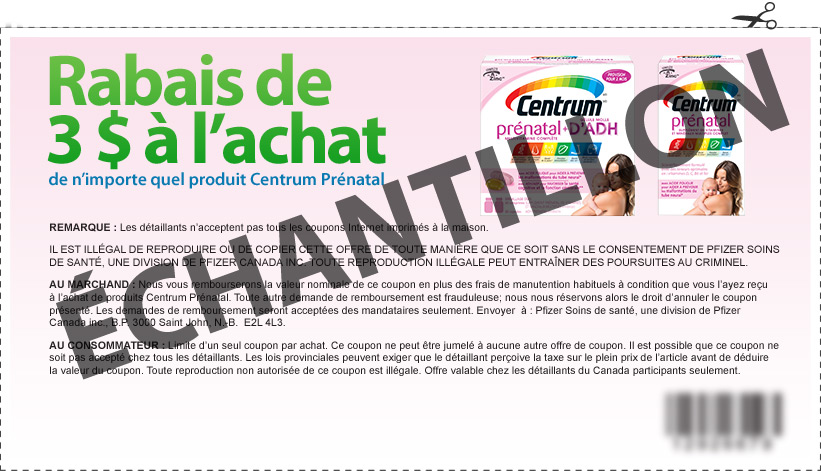 Rabais de
3 $ à l'achat
de n'importe quel produit Centrum Prénatal
Zinc
PROVISION
Centrum
prénatal + D'ADH
Centrum
prénatal
ÉCHANTILLON
REMARQUE : Les détaillants n'acceptent pas tous les coupons Internet imprimés à la maison.
IL EST ILLÉGAL DE REPRODUIRE OU DE COPIER CETTE OFFRE DE TOUTE MANIÈRE QUE CE SOIT SANS LE CONSENTEMENT DE PFIZER SOINS
DE SANTÉ, UNE DIVISION DE PFIZER CANADA INC. TOUTE REPRODUCTION ILLÉGALE PEUT ENTRAÎNER DES POURSUITES AU CRIMINEL.
AU MARCHAND : Nous vous rembourserons la valeur nominale de ce coupon en plus des frais de manutention habituels à condition que vous l'ayez reçu
à l'achat de produits Centrum Prénatal. Toute autre demande de remboursement est frauduleuse; nous nous réservons alors le droit d'annuler le coupon
présenté. Les demandes de remboursement seront acceptées des mandataires seulement. Envoyer à : Pfizer Soins de santé, une division de Pfizer
Canada inc., B.P. 3000 Saint John, N.-B. E2L 4L3.
AU CONSOMMATEUR : Limite d'un seul coupon par achat. Ce coupon ne peut être jumelé à aucune autre offre de coupon. Il est possible que ce coupon ne
soit pas accepté chez tous les détaillants. Les lois provinciales peuvent exiger que le détaillant perçoive la taxe sur le plein prix de l'article avant de déduire
la valeur du coupon. Toute reproduction non autorisée de ce coupon est illégale. Offre valable chez les détaillants du Canada participants seulement.